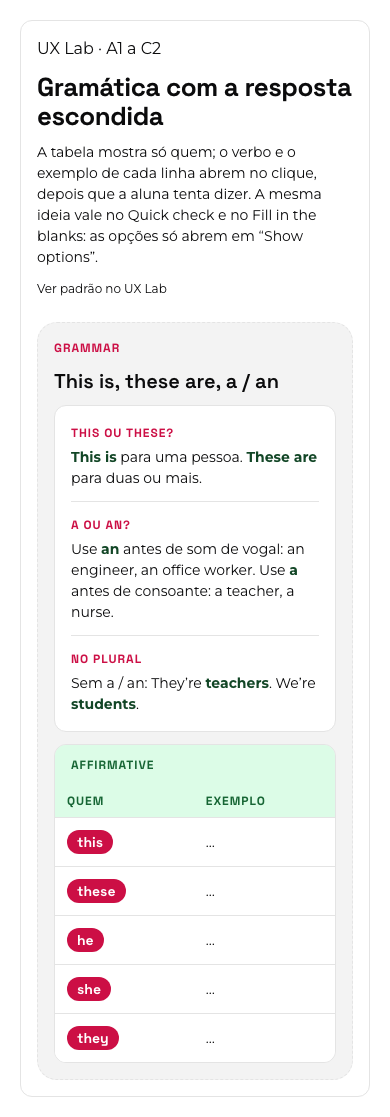 UX Lab · A1 a C2
Gramática com a resposta
escondida
A tabela mostra só quem; o verbo e o
exemplo de cada linha abrem no clique,
depois que a aluna tenta dizer. A mesma
ideia vale no Quick check e no Fill in the
blanks: as opções só abrem em “Show
options”.
Ver padrão no UX Lab
GRAMMAR
This is, these are, a / an
THIS OU THESE?
This is para uma pessoa. These are
para duas ou mais.
A OU AN?
Use an antes de som de vogal: an
engineer, an office worker. Use a
antes de consoante: a teacher, a
nurse.
NO PLURAL
Sem a / an: They’re teachers. We’re
students.
AFFIRMATIVE
QUEM EXEMPLO
this ...
these ...
he ...
she ...
they ...